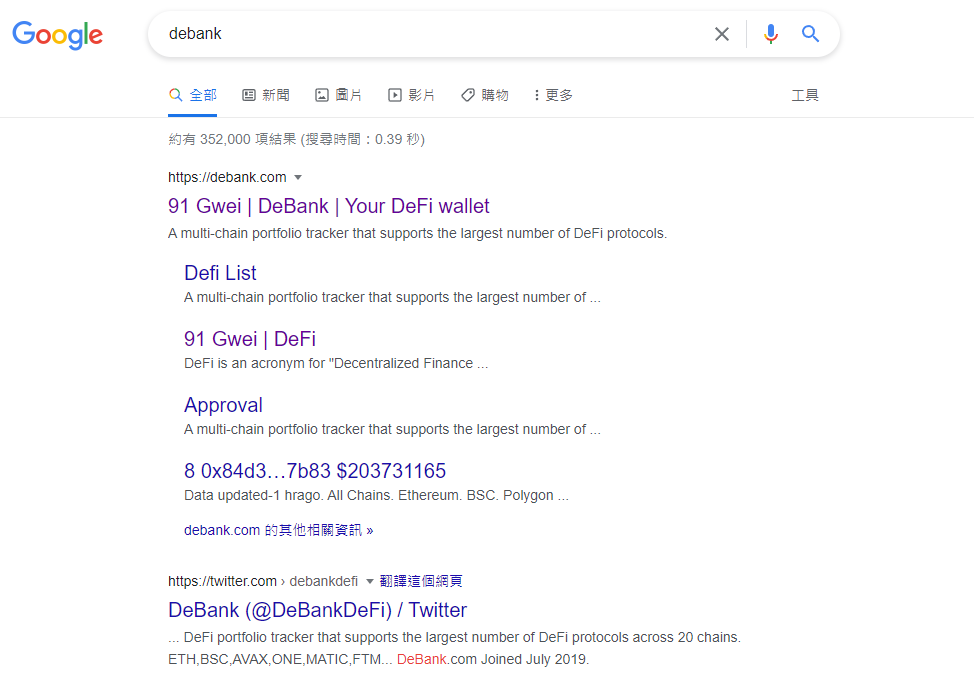 Google
debank
全部 新聞 圖片 影片 購物 更多 工具
約有 352,000 項結果 (搜尋時間：0.39 秒)
https://debank.com
91 Gwei | DeBank | Your DeFi wallet
A multi-chain portfolio tracker that supports the largest number of DeFi protocols.
Defi List
A multi-chain portfolio tracker that supports the largest number of ...
91 Gwei | DeFi
DeFi is an acronym for "Decentralized Finance ...
Approval
A multi-chain portfolio tracker that supports the largest number of ...
8 0x84d3…7b83 $203731165
Data updated-1 hrago. All Chains. Ethereum. BSC. Polygon ...
debank.com 的其他相關資訊 »
https://twitter.com › debankdefi 翻譯這個網頁
DeBank (@DeBankDeFi) / Twitter
... DeFi portfolio tracker that supports the largest number of DeFi protocols across 20 chains.
ETH,BSC,AVAX,ONE,MATIC,FTM... DeBank.com Joined July 2019.